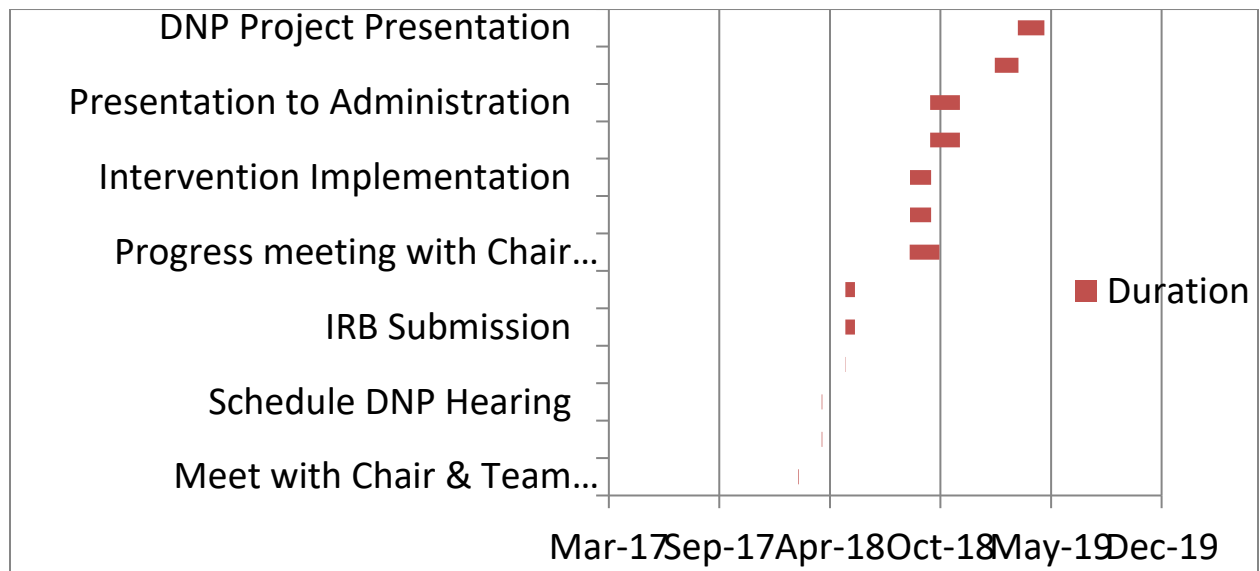 DNP Project Presentation
Presentation to Administration
Intervention Implementation
Progress meeting with Chair…
Duration
IRB Submission
Schedule DNP Hearing
Meet with Chair & Team…
Mar-17 Sep-17 Apr-18 Oct-18 May-19 Dec-19